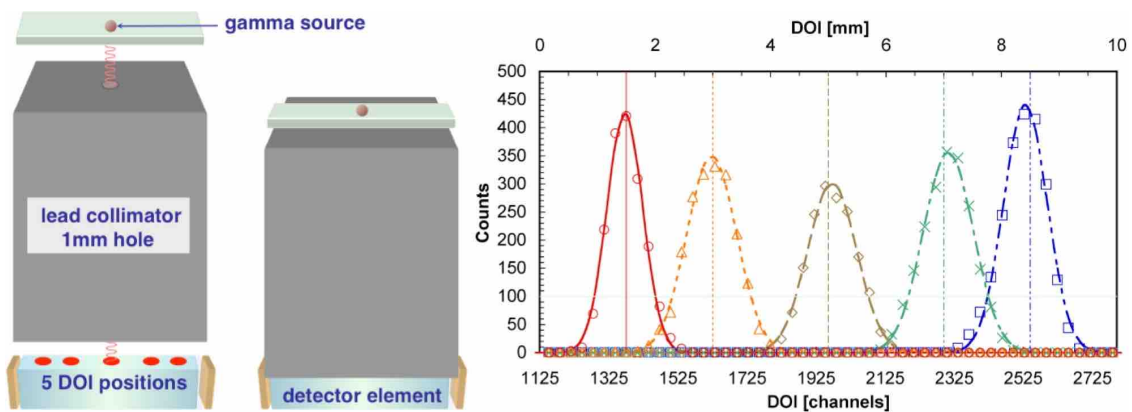 gamma source
lead collimator
1mm hole
5 DOI positions
detector element
DOI [mm]
0 2 4 6 8 10
Counts
500
450
400
350
300
250
200
150
100
50
0
1125 1325 1525 1725 1925 2125 2325 2525 2725
DOI [channels]